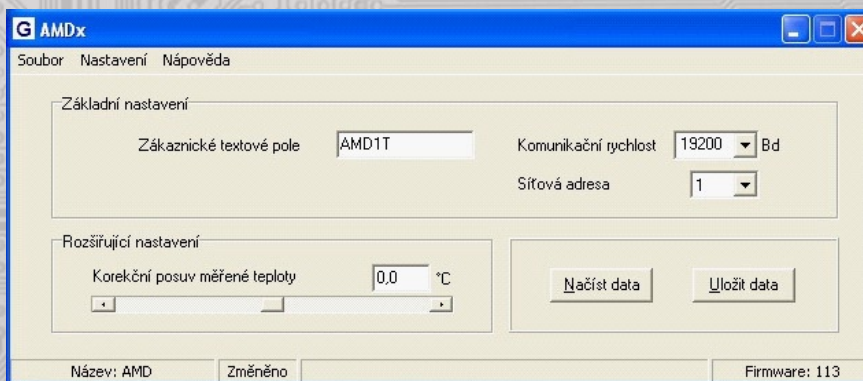 G AMDx
Soubor Nastavení Nápověda
Základní nastavení
Zákaznické textové pole AMD1T Komunikační rychlost 19200 Bd
Síťová adresa 1
Rozšiřující nastavení
Korekční posuv měřené teploty 0,0 °C
Načíst data Uložit data
Název: AMD Změněno Firmware: 113